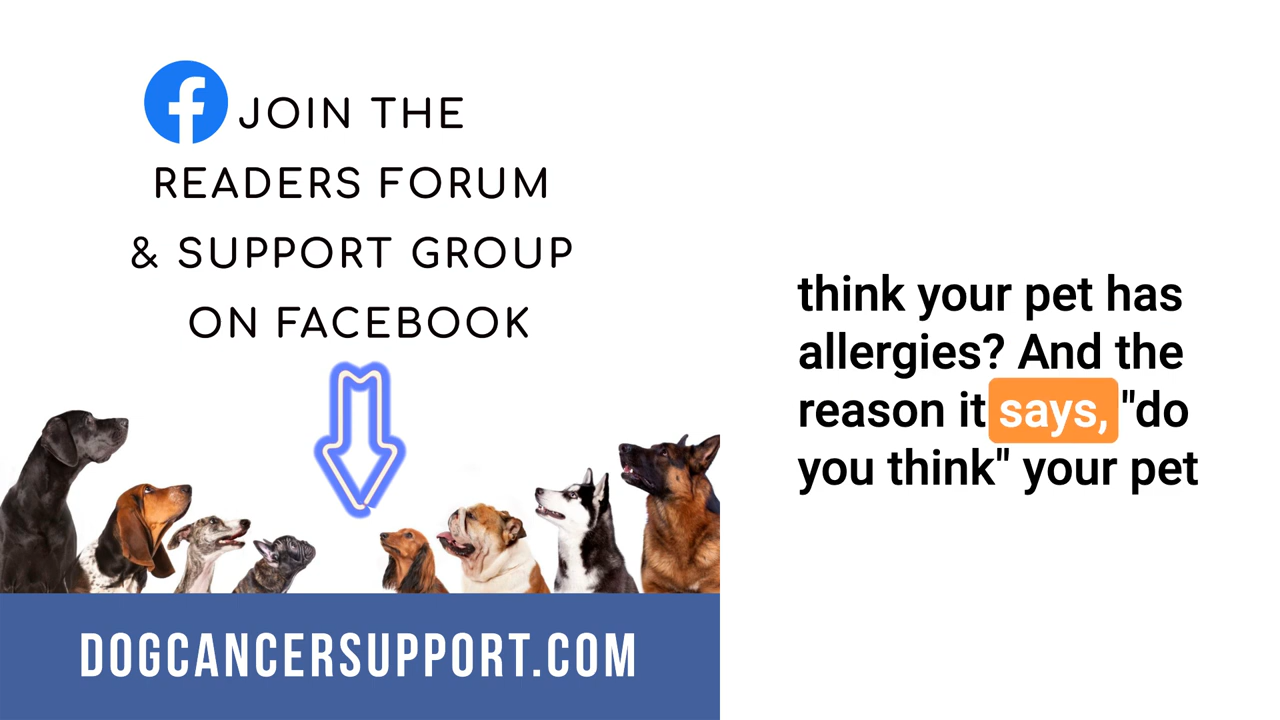 JOIN THE
READERS FORUM
& SUPPORT GROUP
ON FACEBOOK
DOGCANCERSUPPORT.COM
think your pet has
allergies? And the
reason it says, "do
you think" your pet